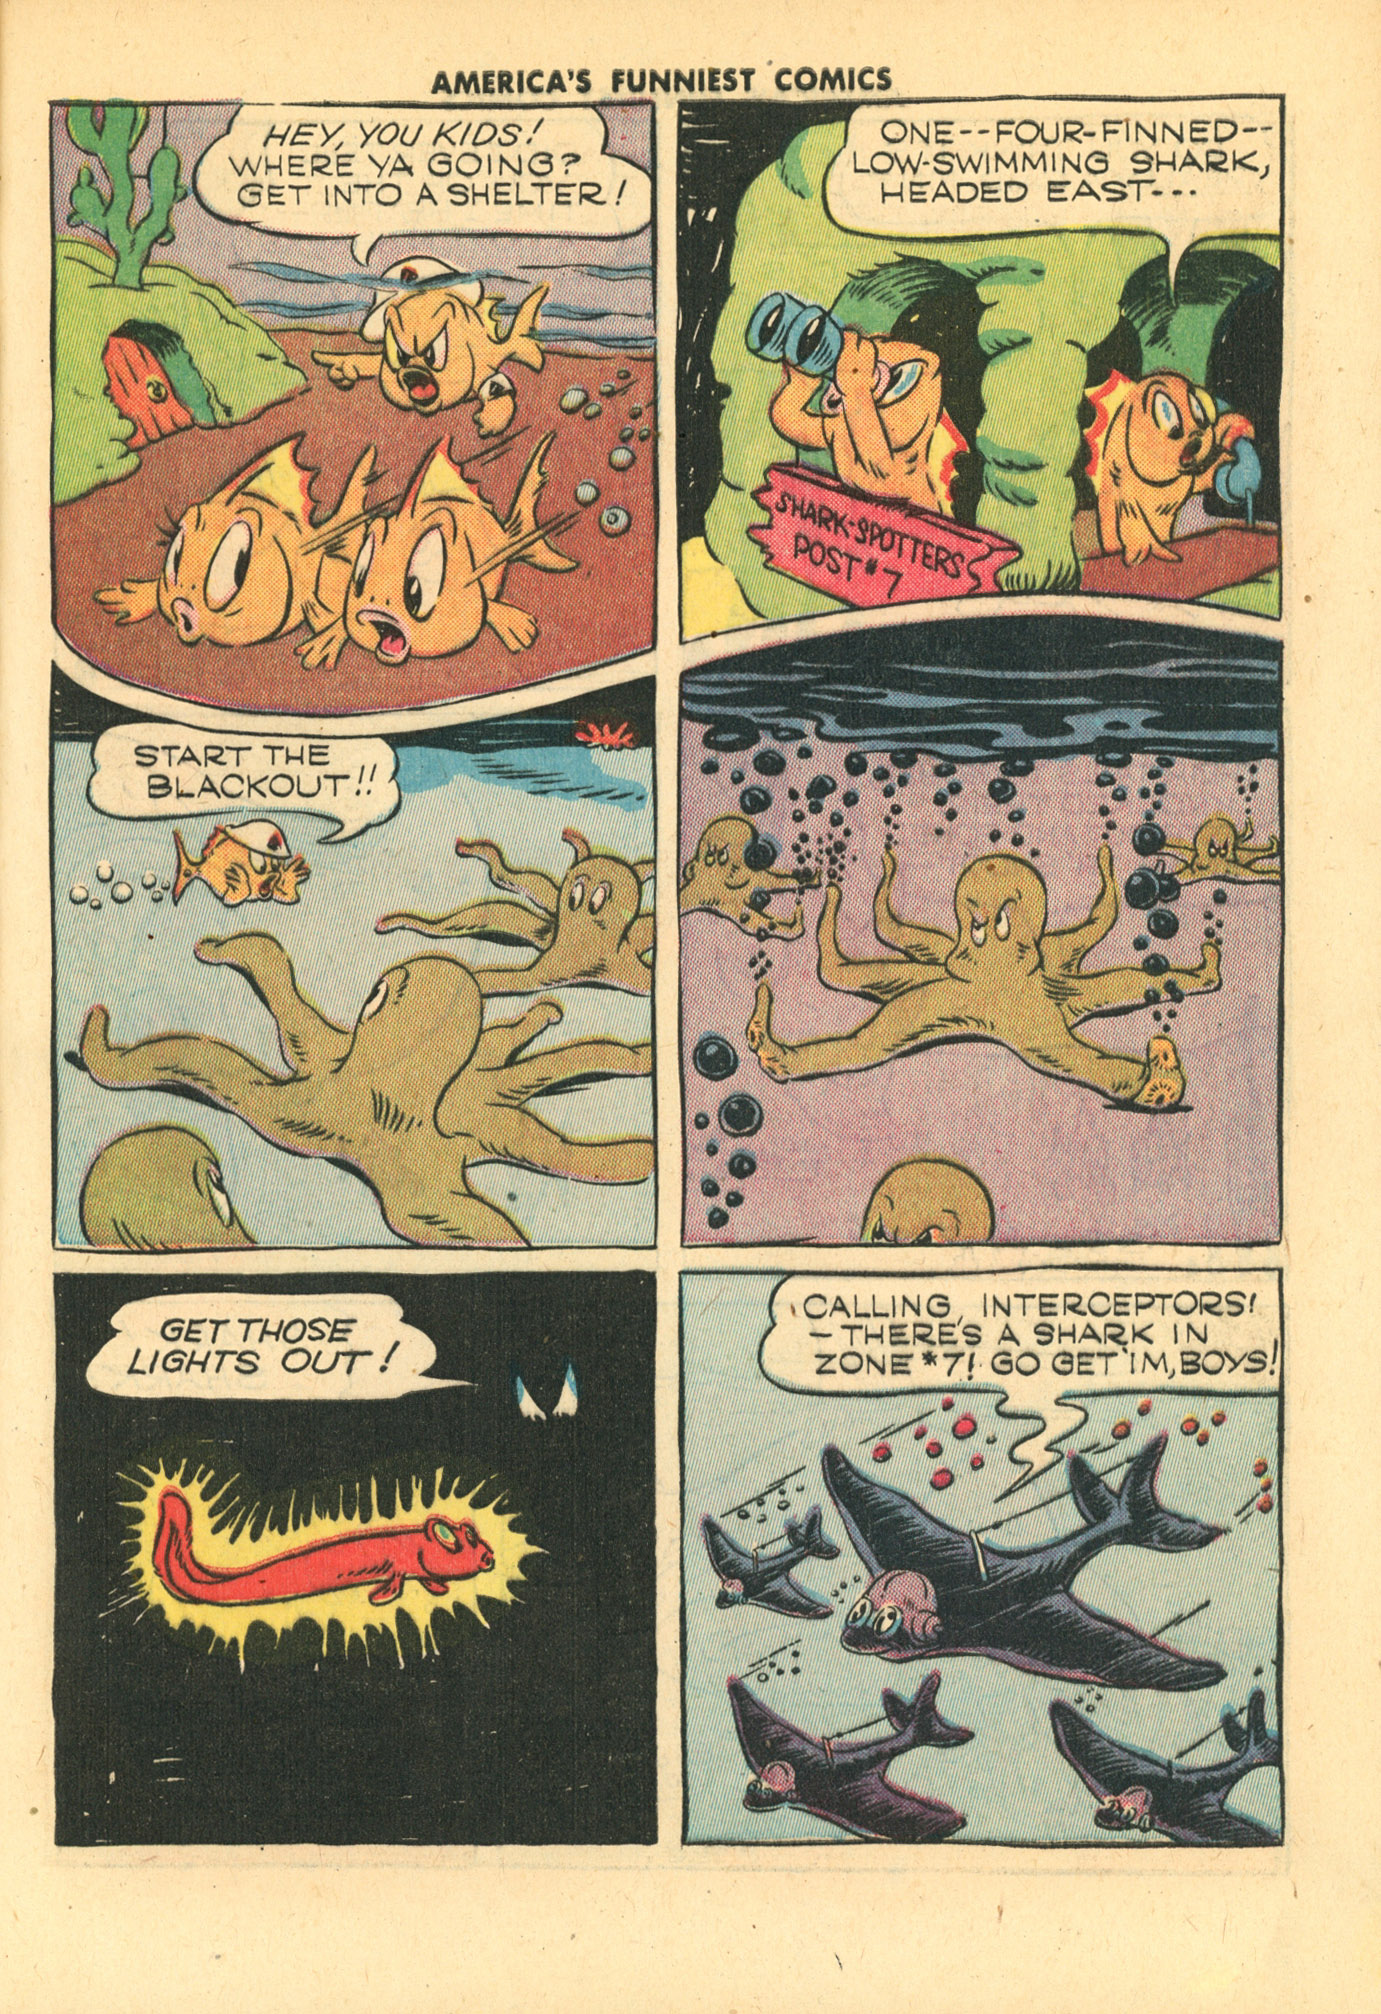 AMERICA'S FUNNIEST COMICS
HEY, YOU KIDS!
WHERE YA GOING?
GET INTO A SHELTER!
ONE--FOUR-FINNED--
LOW-SWIMMING SHARK,
HEADED EAST---
SHARK-SPOTTERS
POST #7
START THE
BLACKOUT!!
GET THOSE
LIGHTS OUT!
CALLING, INTERCEPTORS!
- THERE'S A SHARK IN
ZONE #7! GO GET 'IM, BOYS!